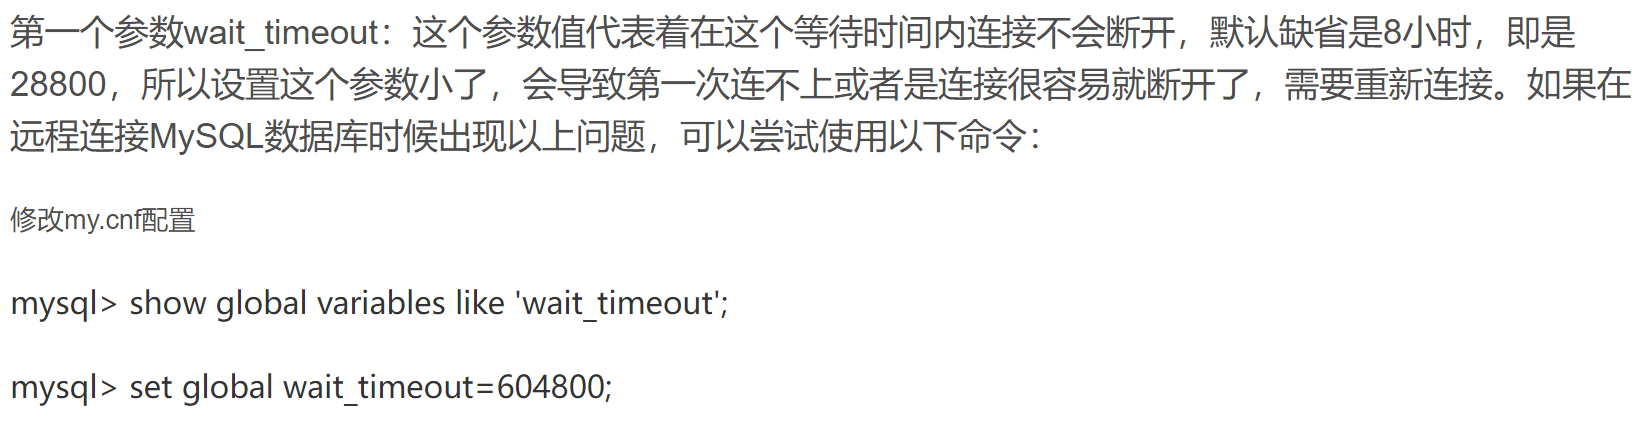 第一个参数wait_timeout：这个参数值代表着在这个等待时间内连接不会断开，默认缺省是8小时，即是
28800，所以设置这个参数小了，会导致第一次连不上或者是连接很容易就断开了，需要重新连接。如果在
远程连接MySQL数据库时候出现以上问题，可以尝试使用以下命令：
修改my.cnf配置
mysql> show global variables like 'wait_timeout';
mysql> set global wait_timeout=604800;